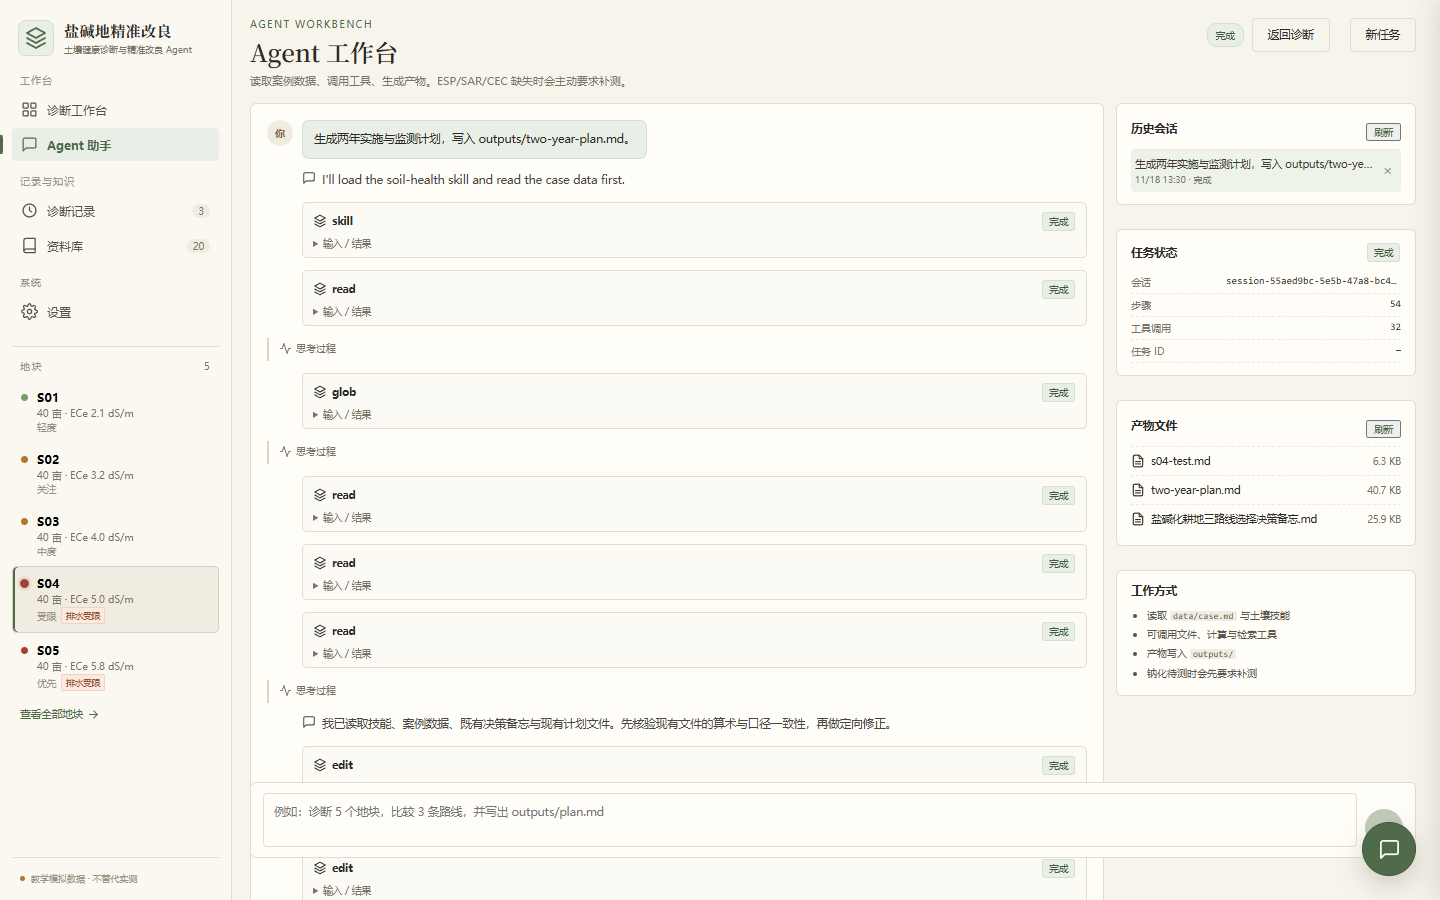 盐碱地精准改良
土壤健康诊断与精准改良 Agent
工作台
诊断工作台
Agent 助手
记录与知识
诊断记录 3
资料库 20
系统
设置
地块 5
S01
40 亩 · ECe 2.1 dS/m
轻度
S02
40 亩 · ECe 3.2 dS/m
关注
S03
40 亩 · ECe 4.0 dS/m
中度
S04
40 亩 · ECe 5.0 dS/m
受限 排水受限
S05
40 亩 · ECe 5.8 dS/m
优先 排水受限
查看全部地块 →
教学模拟数据 · 不替代实测
AGENT WORKBENCH
Agent 工作台
读取案例数据、调用工具、生成产物。ESP/SAR/CEC 缺失时会主动要求补测。
完成 返回诊断 新任务
你 生成两年实施与监测计划，写入 outputs/two-year-plan.md。
I'll load the soil-health skill and read the case data first.
skill 完成
▸ 输入 / 结果
read 完成
▸ 输入 / 结果
思考过程
glob 完成
▸ 输入 / 结果
思考过程
read 完成
▸ 输入 / 结果
read 完成
▸ 输入 / 结果
read 完成
▸ 输入 / 结果
思考过程
我已读取技能、案例数据、既有决策备忘与现有计划文件。先核验现有文件的算术与口径一致性，再做定向修正。
edit 完成
例如：诊断 5 个地块，比较 3 条路线，并写出 outputs/plan.md
edit 完成
▸ 输入 / 结果
历史会话 刷新
生成两年实施与监测计划，写入 outputs/two-ye... ×
11/18 13:30 · 完成
任务状态 完成
会话 session-55aed9bc-5e5b-47a8-bc4…
步骤 54
工具调用 32
任务 ID –
产物文件 刷新
s04-test.md 6.3 KB
two-year-plan.md 40.7 KB
盐碱化耕地三路线选择决策备忘.md 25.9 KB
工作方式
• 读取 data/case.md 与土壤技能
• 可调用文件、计算与检索工具
• 产物写入 outputs/
• 钠化待测时会先要求补测